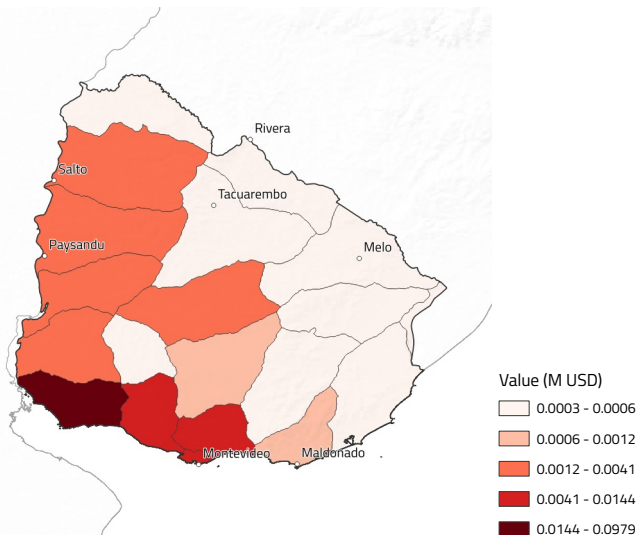 Rivera
Salto
Tacuarembo
Paysandu
Melo
Montevideo
Maldonado
Value (M USD)
0.0003 - 0.0006
0.0006 - 0.0012
0.0012 - 0.0041
0.0041 - 0.0144
0.0144 - 0.0979